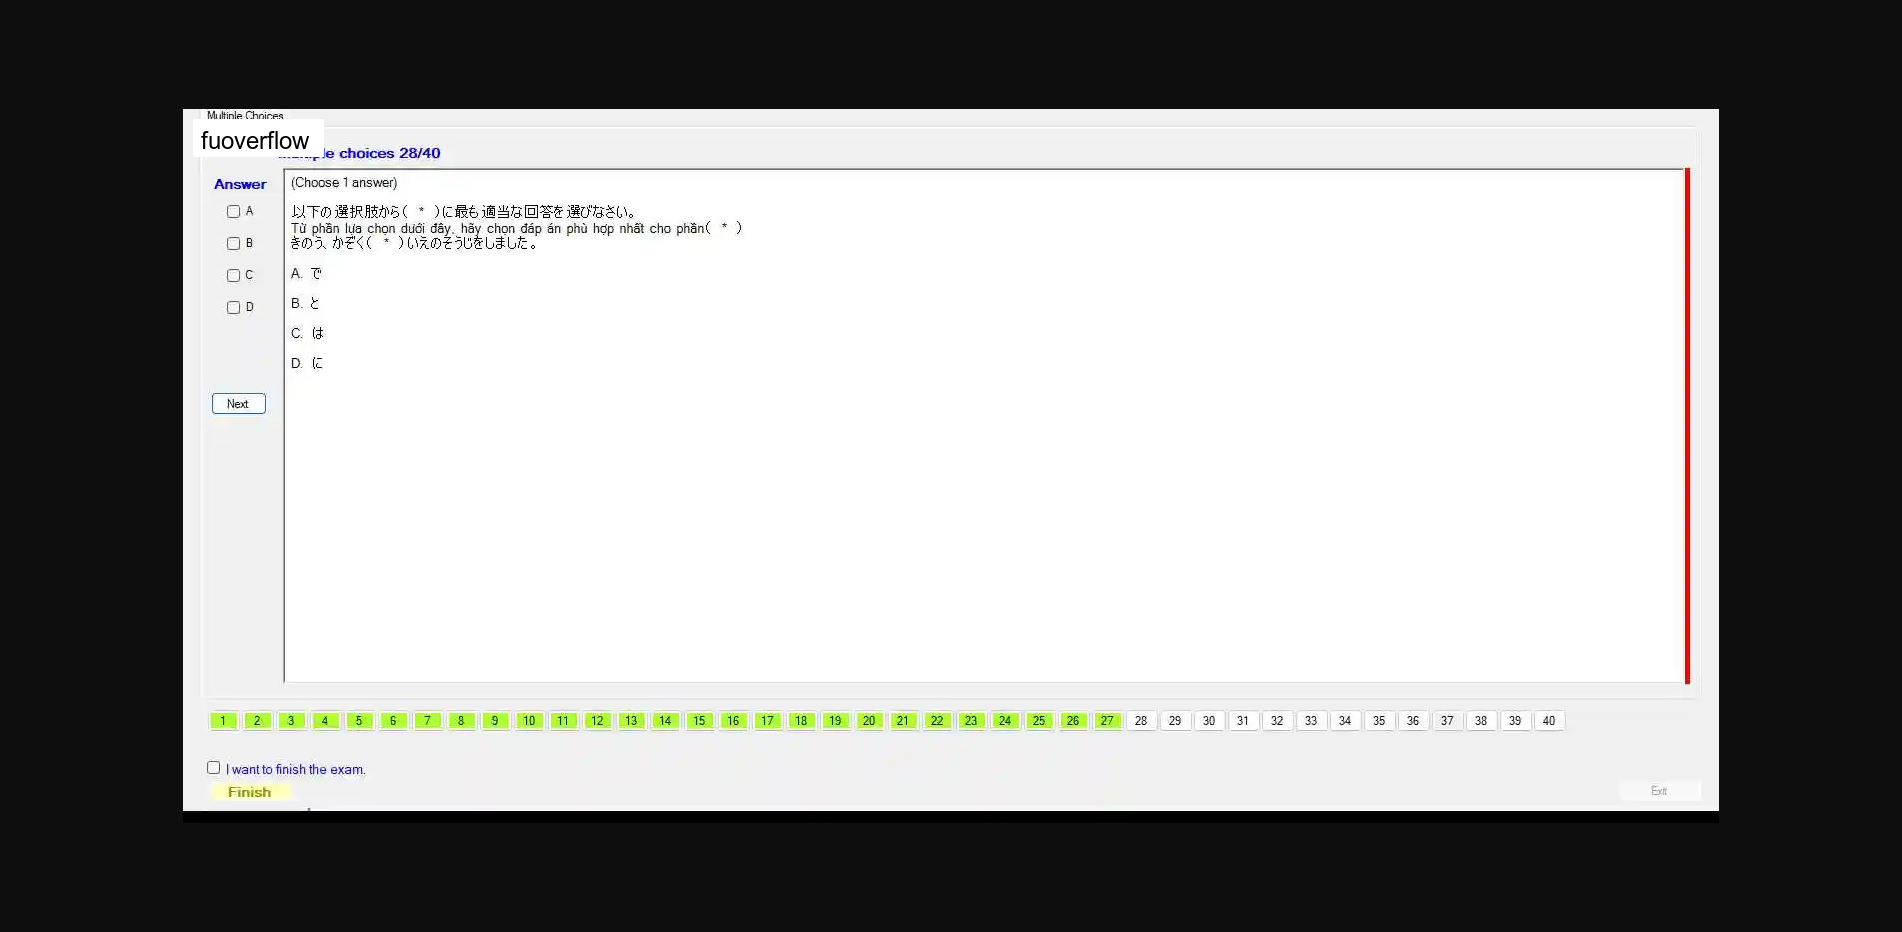 Multiple Choices
fuoverflow
choices 28/40
Answer
(Choose 1 answer)
A
以下の選択肢から( * )に最も適当な回答を選びなさい。
Từ phần lựa chọn dưới đây, hãy chọn đáp án phù hợp nhất cho phần( * )
B
きのう、かぞく( * )いえのそうじをしました。
C
A. で
D
B. と
C. は
D. に
Next
1 2 3 4 5 6 7 8 9 10 11 12 13 14 15 16 17 18 19 20 21 22 23 24 25 26 27 28 29 30 31 32 33 34 35 36 37 38 39 40
I want to finish the exam.
Finish
Exit